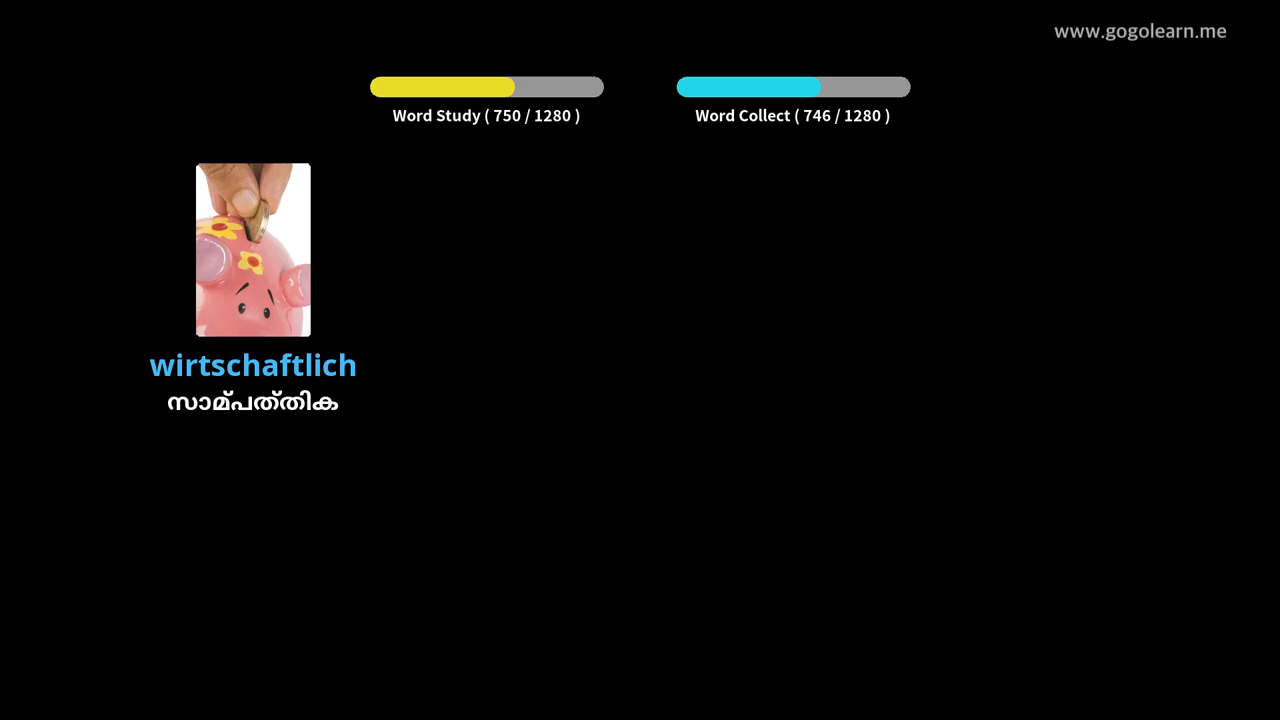 www.gogolearn.me
Word Study ( 750 / 1280 )
Word Collect ( 746 / 1280 )
wirtschaftlich
സാമ്പത്തിക